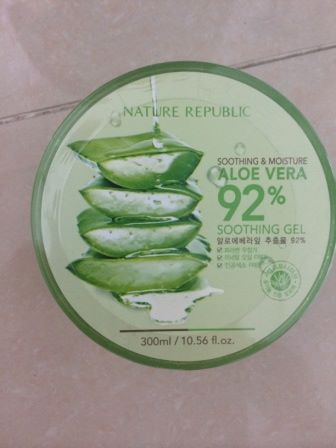 NATURE REPUBLIC
SOOTHING & MOISTURE
ALOE VERA
92%
SOOTHING GEL
알로에베라잎 추출물 92%
300ml / 10.56 fl.oz.